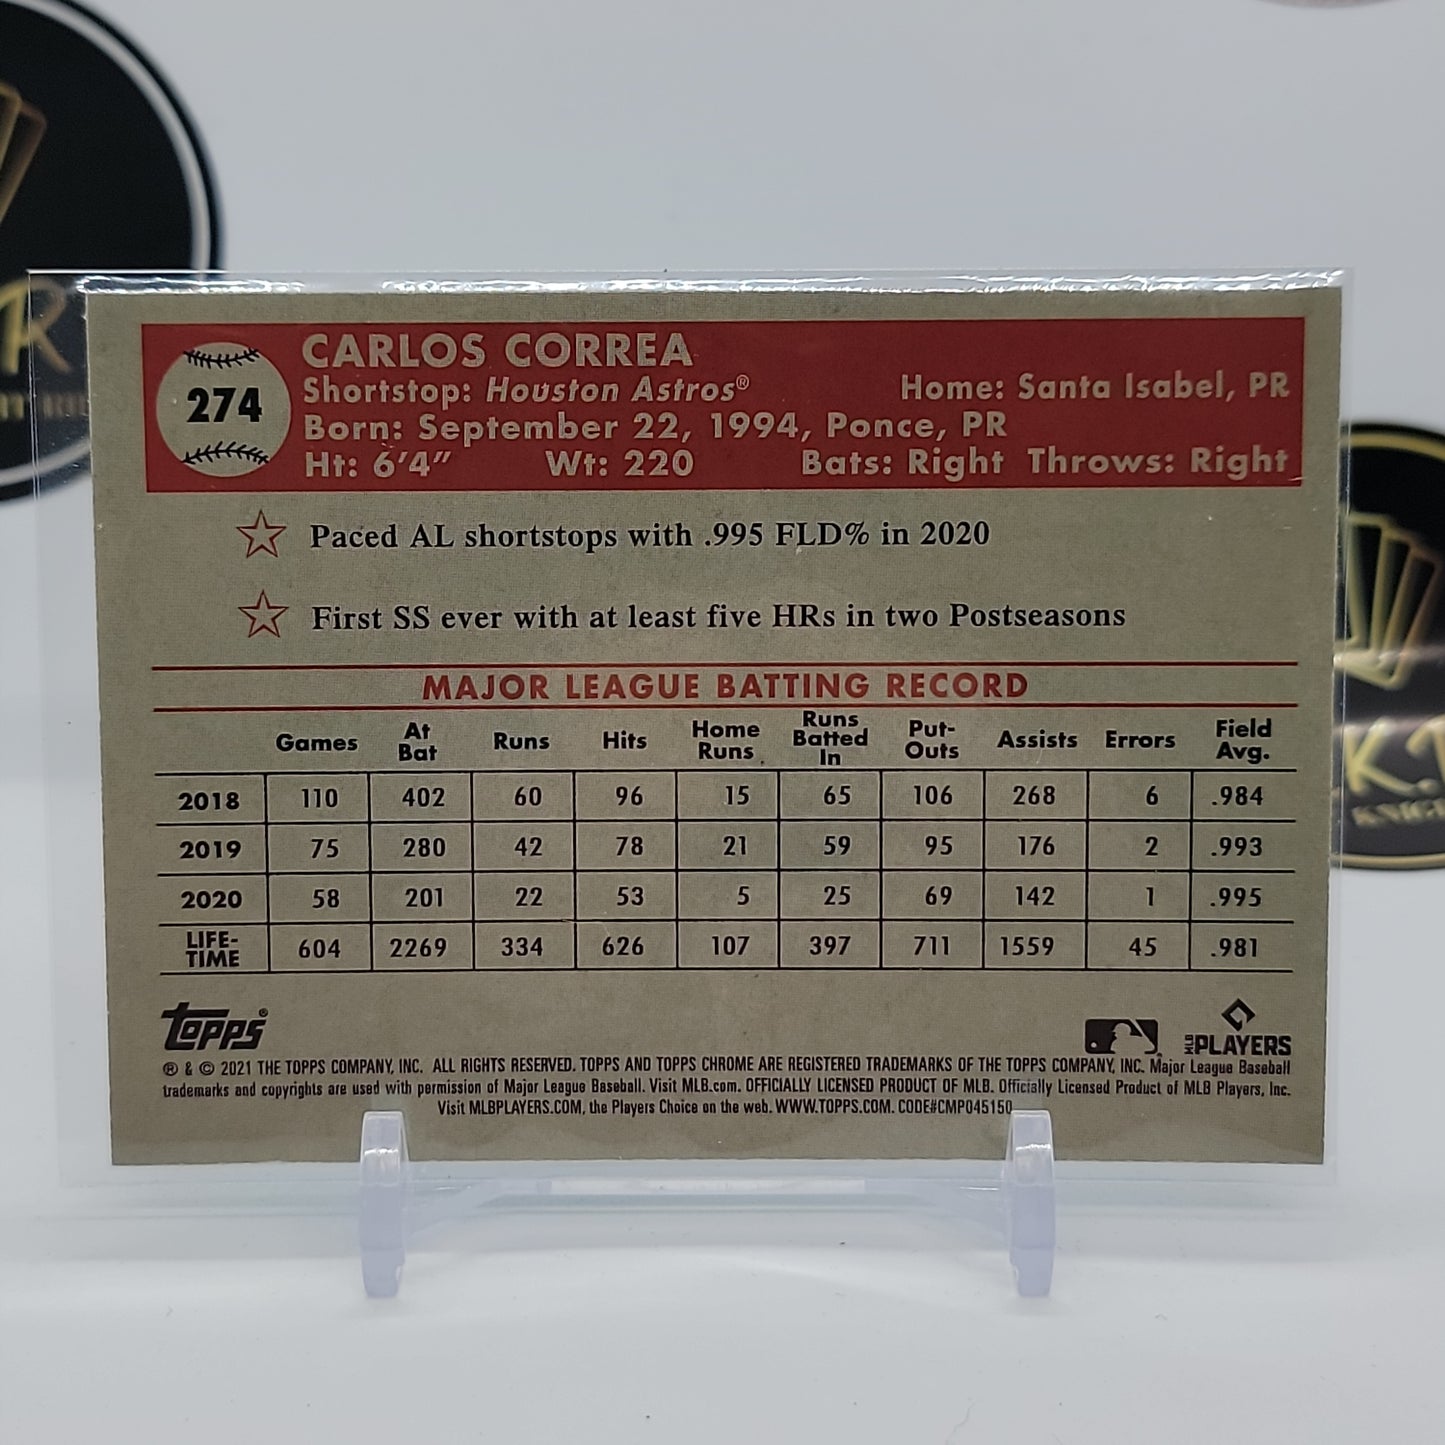 274
CARLOS CORREA
Shortstop: Houston Astros®
Home: Santa Isabel, PR
Born: September 22, 1994, Ponce, PR
Ht: 6'4" Wt: 220 Bats: Right Throws: Right
Paced AL shortstops with .995 FLD% in 2020
First SS ever with at least five HRs in two Postseasons
MAJOR LEAGUE BATTING RECORD
Games At Bat Runs Hits Home Runs Runs Batted In Put-Outs Assists Errors Field Avg.
2018 110 402 60 96 15 65 106 268 6 .984
2019 75 280 42 78 21 59 95 176 2 .993
2020 58 201 22 53 5 25 69 142 1 .995
LIFE-TIME 604 2269 334 626 107 397 711 1559 45 .981
topps®
MLB PLAYERS
® & © 2021 THE TOPPS COMPANY, INC. ALL RIGHTS RESERVED. TOPPS AND TOPPS CHROME ARE REGISTERED TRADEMARKS OF THE TOPPS COMPANY, INC. Major League Baseball
trademarks and copyrights are used with permission of Major League Baseball. Visit MLB.com. OFFICIALLY LICENSED PRODUCT OF MLB. Officially Licensed Product of MLB Players, Inc.
Visit MLBPLAYERS.COM, the Players Choice on the web. WWW.TOPPS.COM. CODE#CMP045150